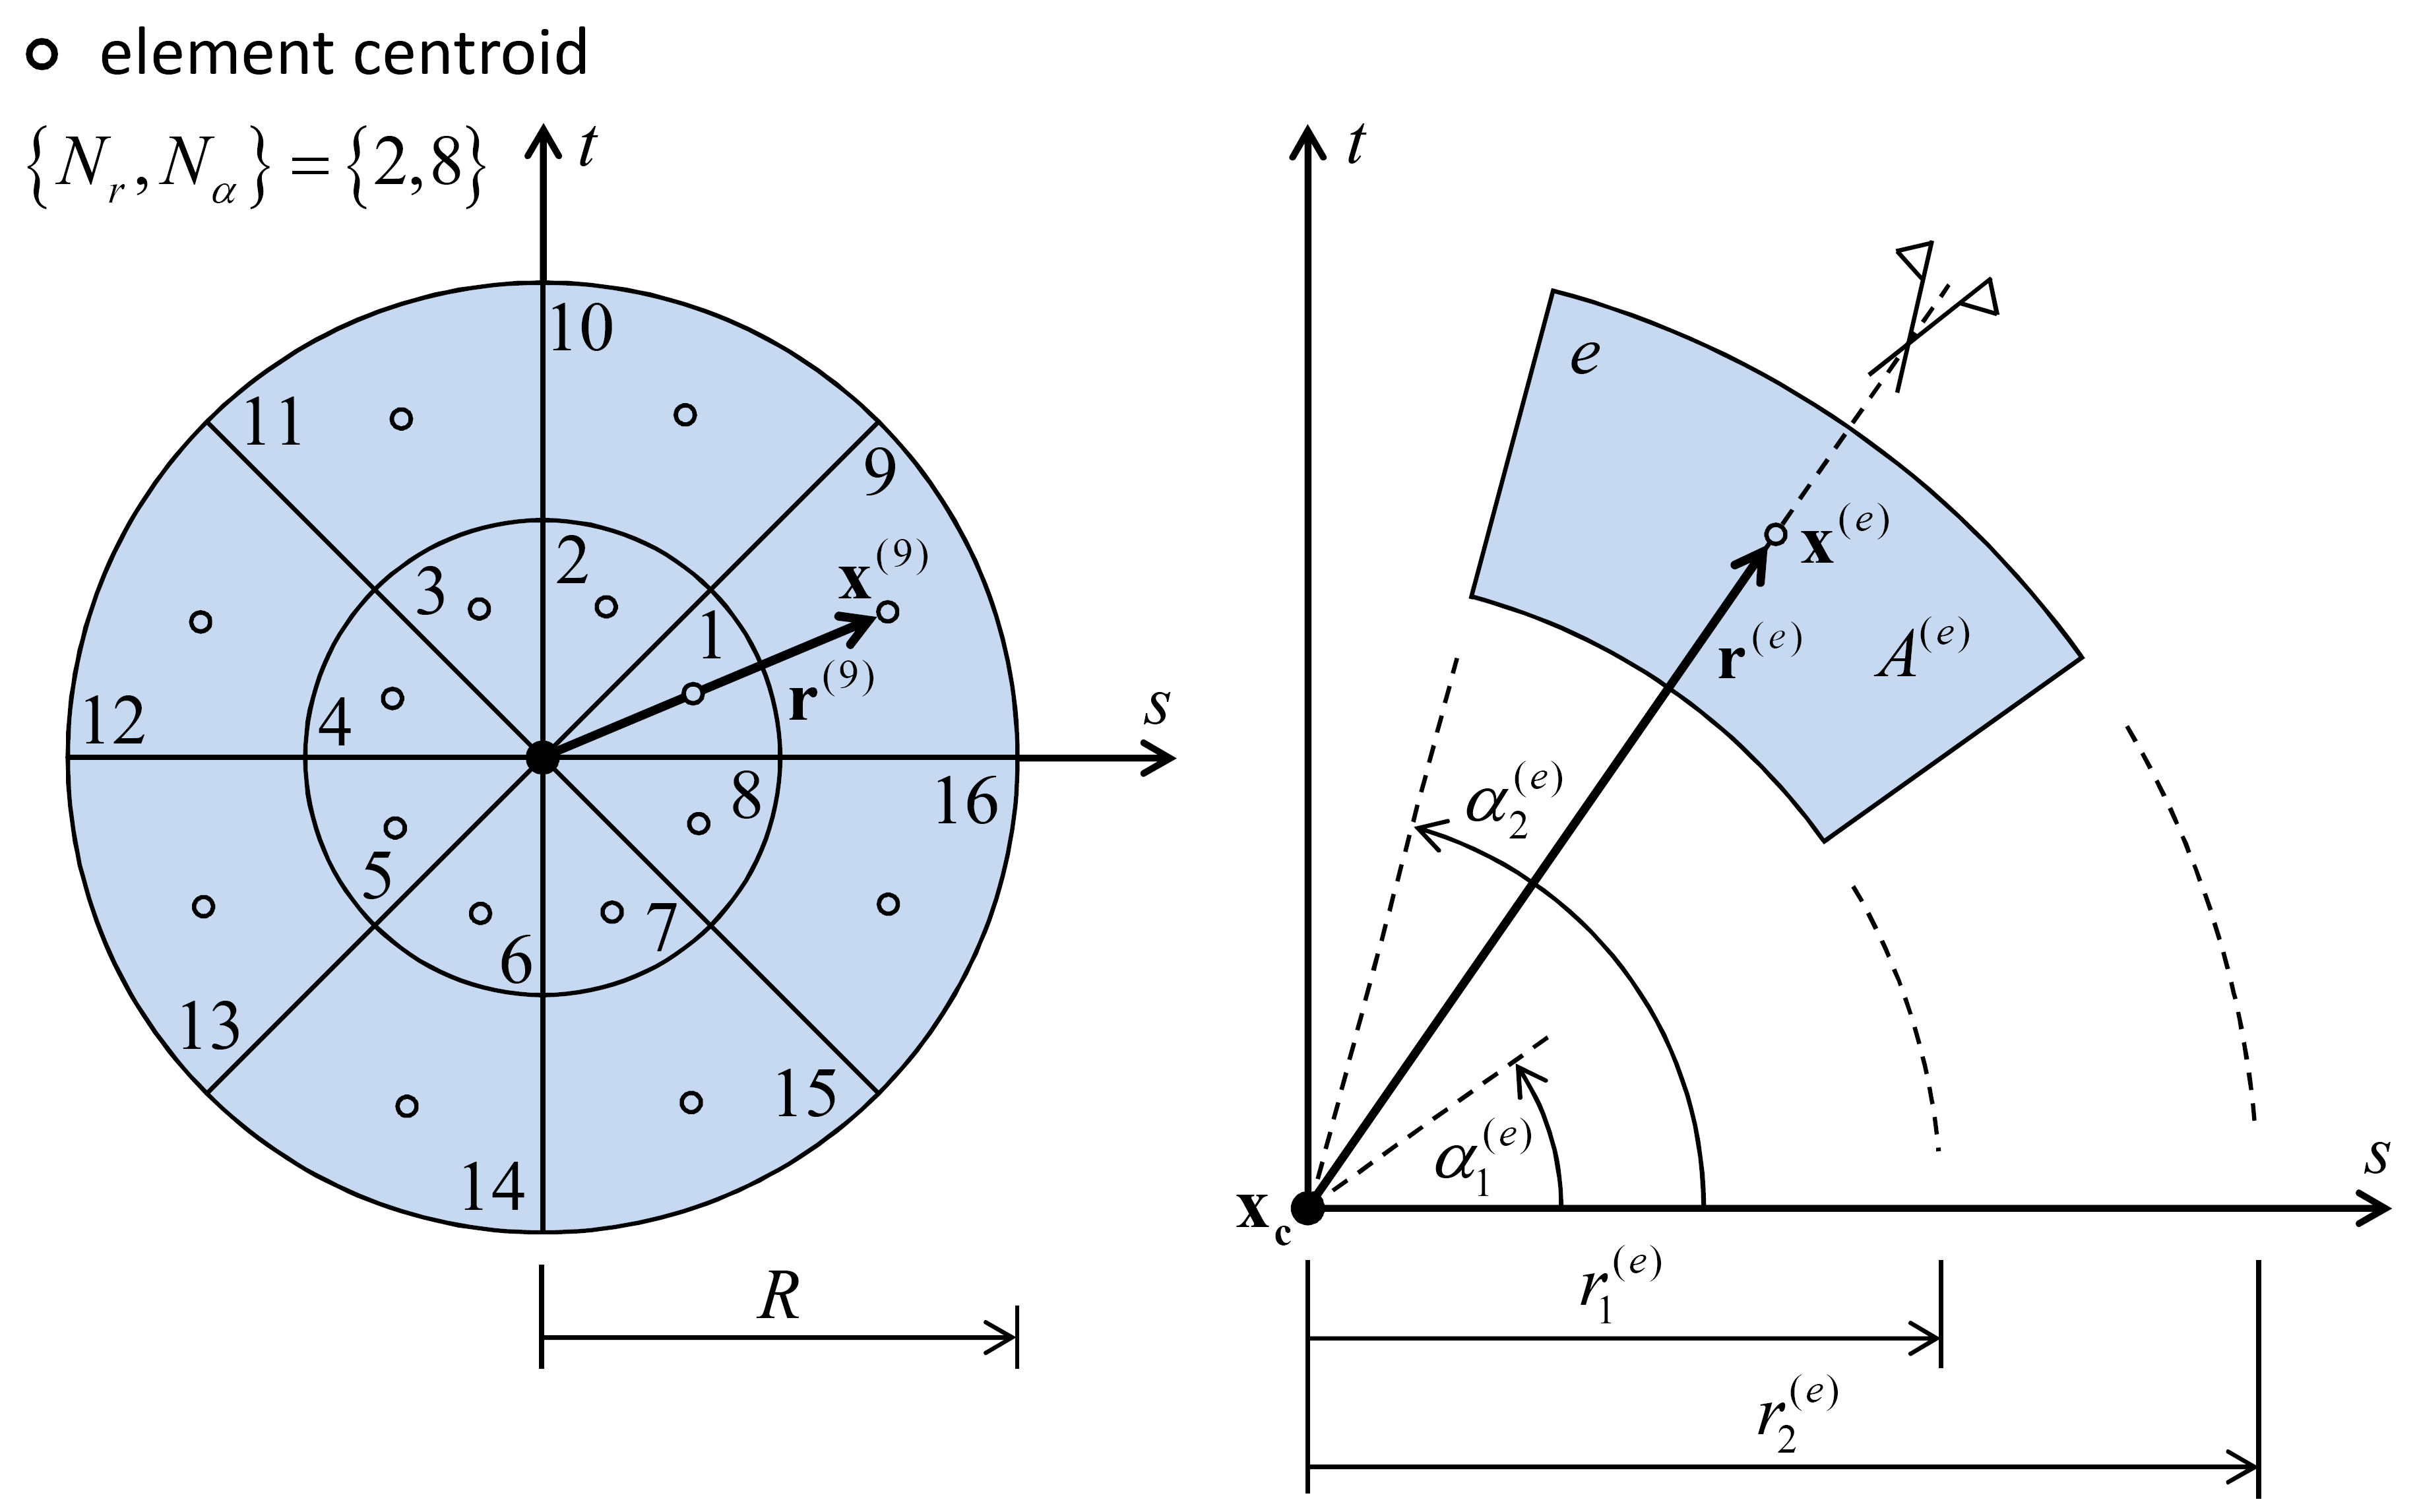 element centroid
{N_r, N_α} = {2,8}
t
10
11
9
2
3
x^(9)
1
r^(9)
4
12
s
8
16
5
7
6
13
15
14
R
t
e
x^(e)
r^(e)
A^(e)
α_2^(e)
α_1^(e)
s
x_c
r_1^(e)
r_2^(e)